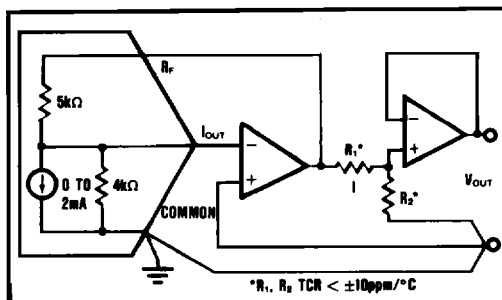 RF
5kΩ
IOUT
R1*
R2*
VOUT
0 TO
2mA
4kΩ
COMMON
*R1, R2 TCR < ±10ppm/°C